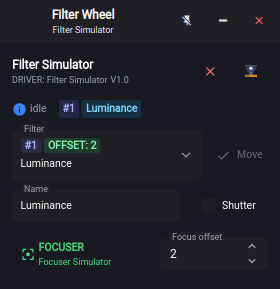 Filter Wheel
Filter Simulator
Filter Simulator
DRIVER: Filter Simulator V1.0
idle #1 Luminance
Filter
#1 OFFSET: 2
Luminance
Move
Name
Luminance
Shutter
FOCUSER
Focuser Simulator
Focus offset
2